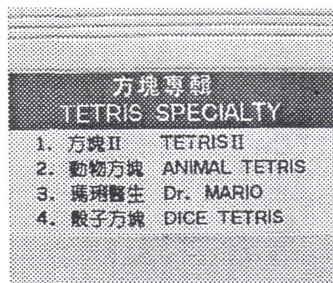 方塊專輯
TETRIS SPECIALTY
1. 方塊II TETRIS II
2. 動物方塊 ANIMAL TETRIS
3. 瑪琍醫生 Dr. MARIO
4. 骰子方塊 DICE TETRIS